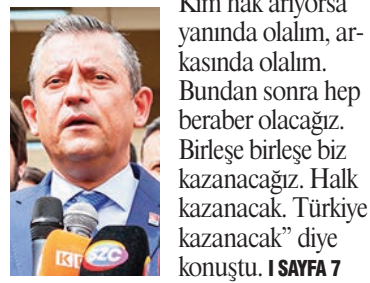 Kim hak arıyorsa
yanında olalım, ar-
kasında olalım.
Bundan sonra hep
beraber olacağız.
Birleşe birleşe biz
kazanacağız. Halk
kazanacak. Türkiye
kazanacak” diye
konuştu. I SAYFA 7
SZC